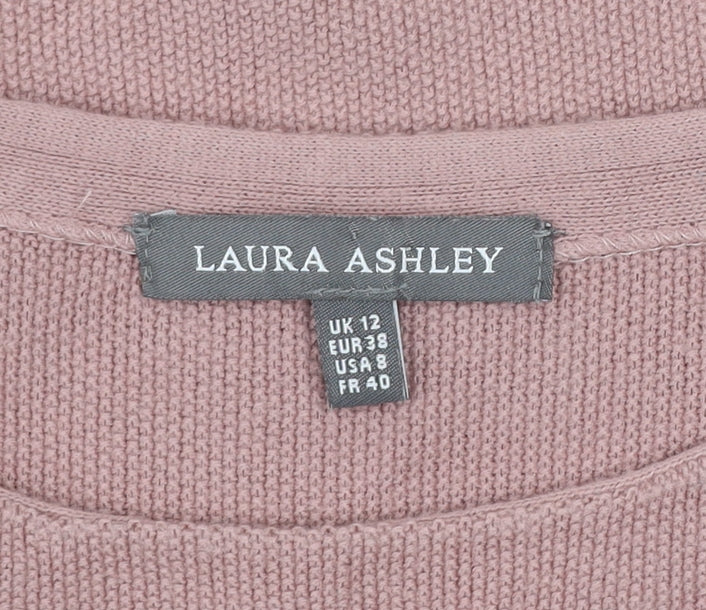 LAURA ASHLEY
UK 12
EUR 38
USA 8
FR 40